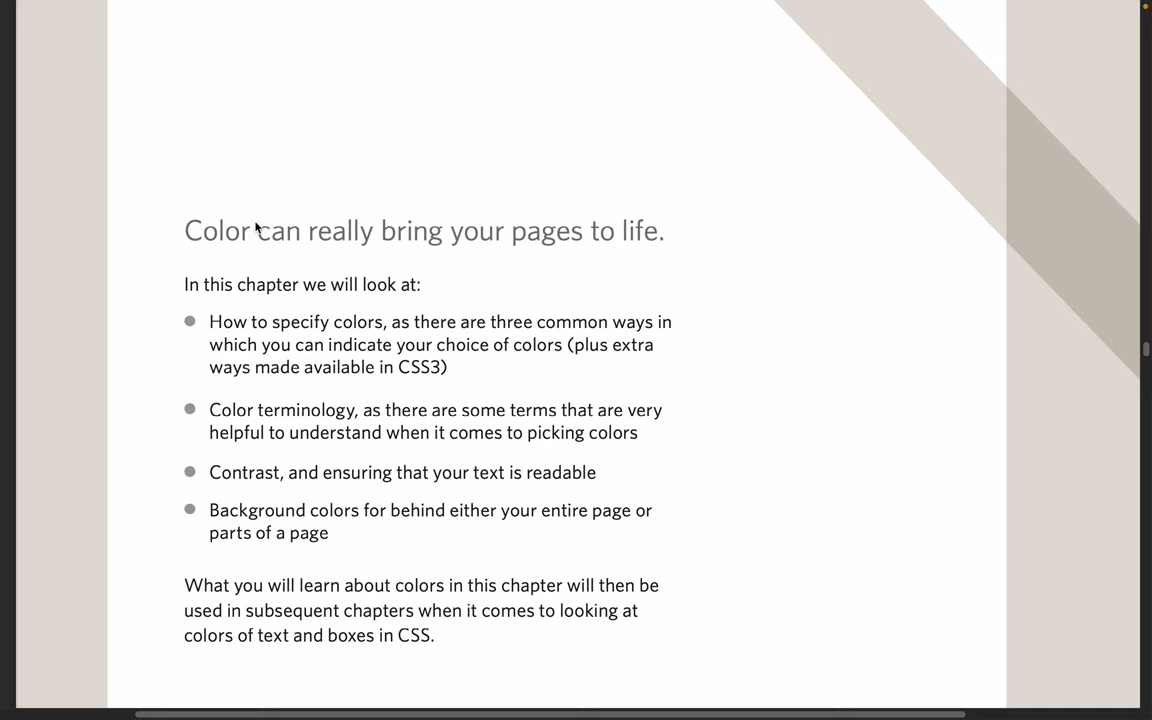 Color can really bring your pages to life.
In this chapter we will look at:
How to specify colors, as there are three common ways in
which you can indicate your choice of colors (plus extra
ways made available in CSS3)
Color terminology, as there are some terms that are very
helpful to understand when it comes to picking colors
Contrast, and ensuring that your text is readable
Background colors for behind either your entire page or
parts of a page
What you will learn about colors in this chapter will then be
used in subsequent chapters when it comes to looking at
colors of text and boxes in CSS.